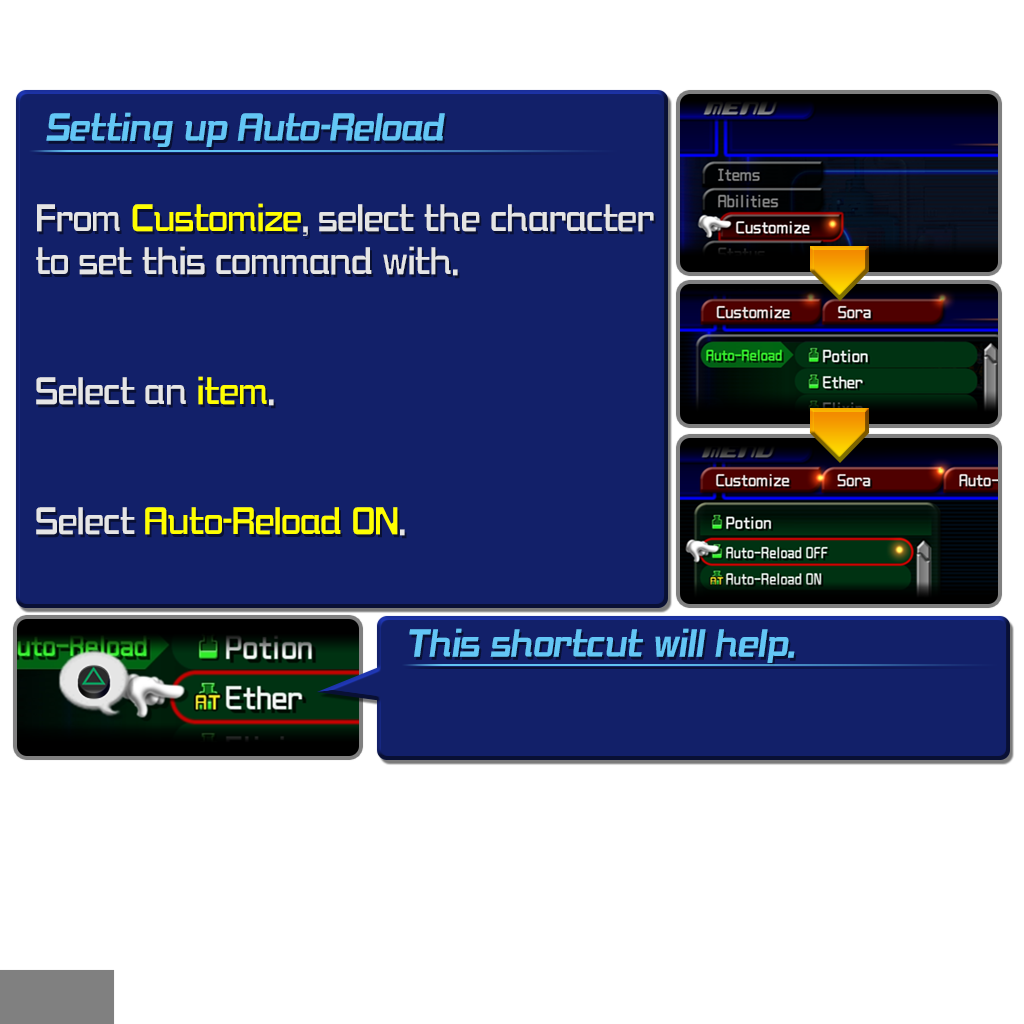 Setting up Auto-Reload
From Customize, select the character
to set this command with.
Select an item.
Select Auto-Reload ON.
MENU
Items
Abilities
Customize
Status
Customize
Sora
Auto-Reload
Potion
Ether
Elixir
MENU
Customize
Sora
Auto-
Potion
Auto-Reload OFF
AT Auto-Reload ON
uto-Reload
Potion
AT Ether
This shortcut will help.